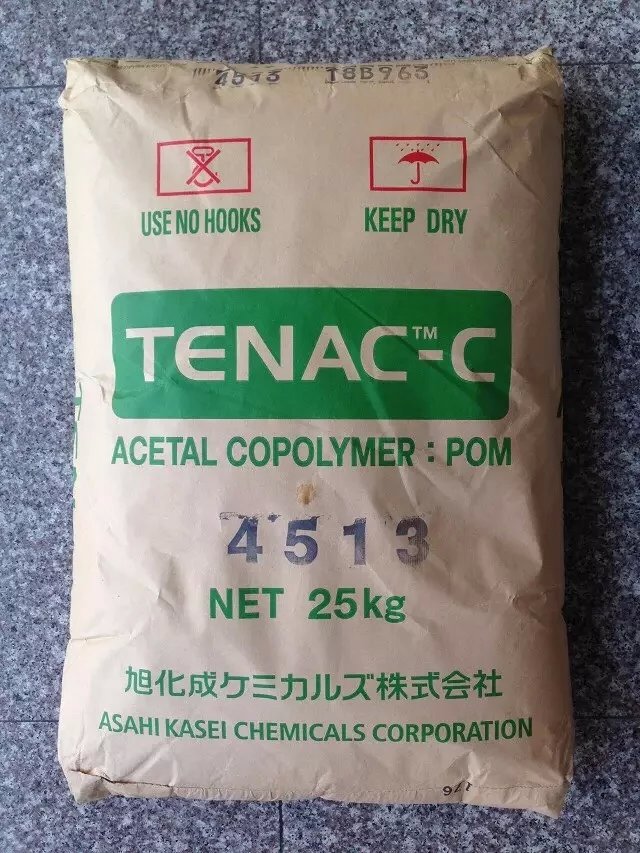 4513 18B963
USE NO HOOKS
KEEP DRY
TENAC™-C
ACETAL COPOLYMER : POM
4513
NET 25kg
旭化成ケミカルズ株式会社
ASAHI KASEI CHEMICALS CORPORATION